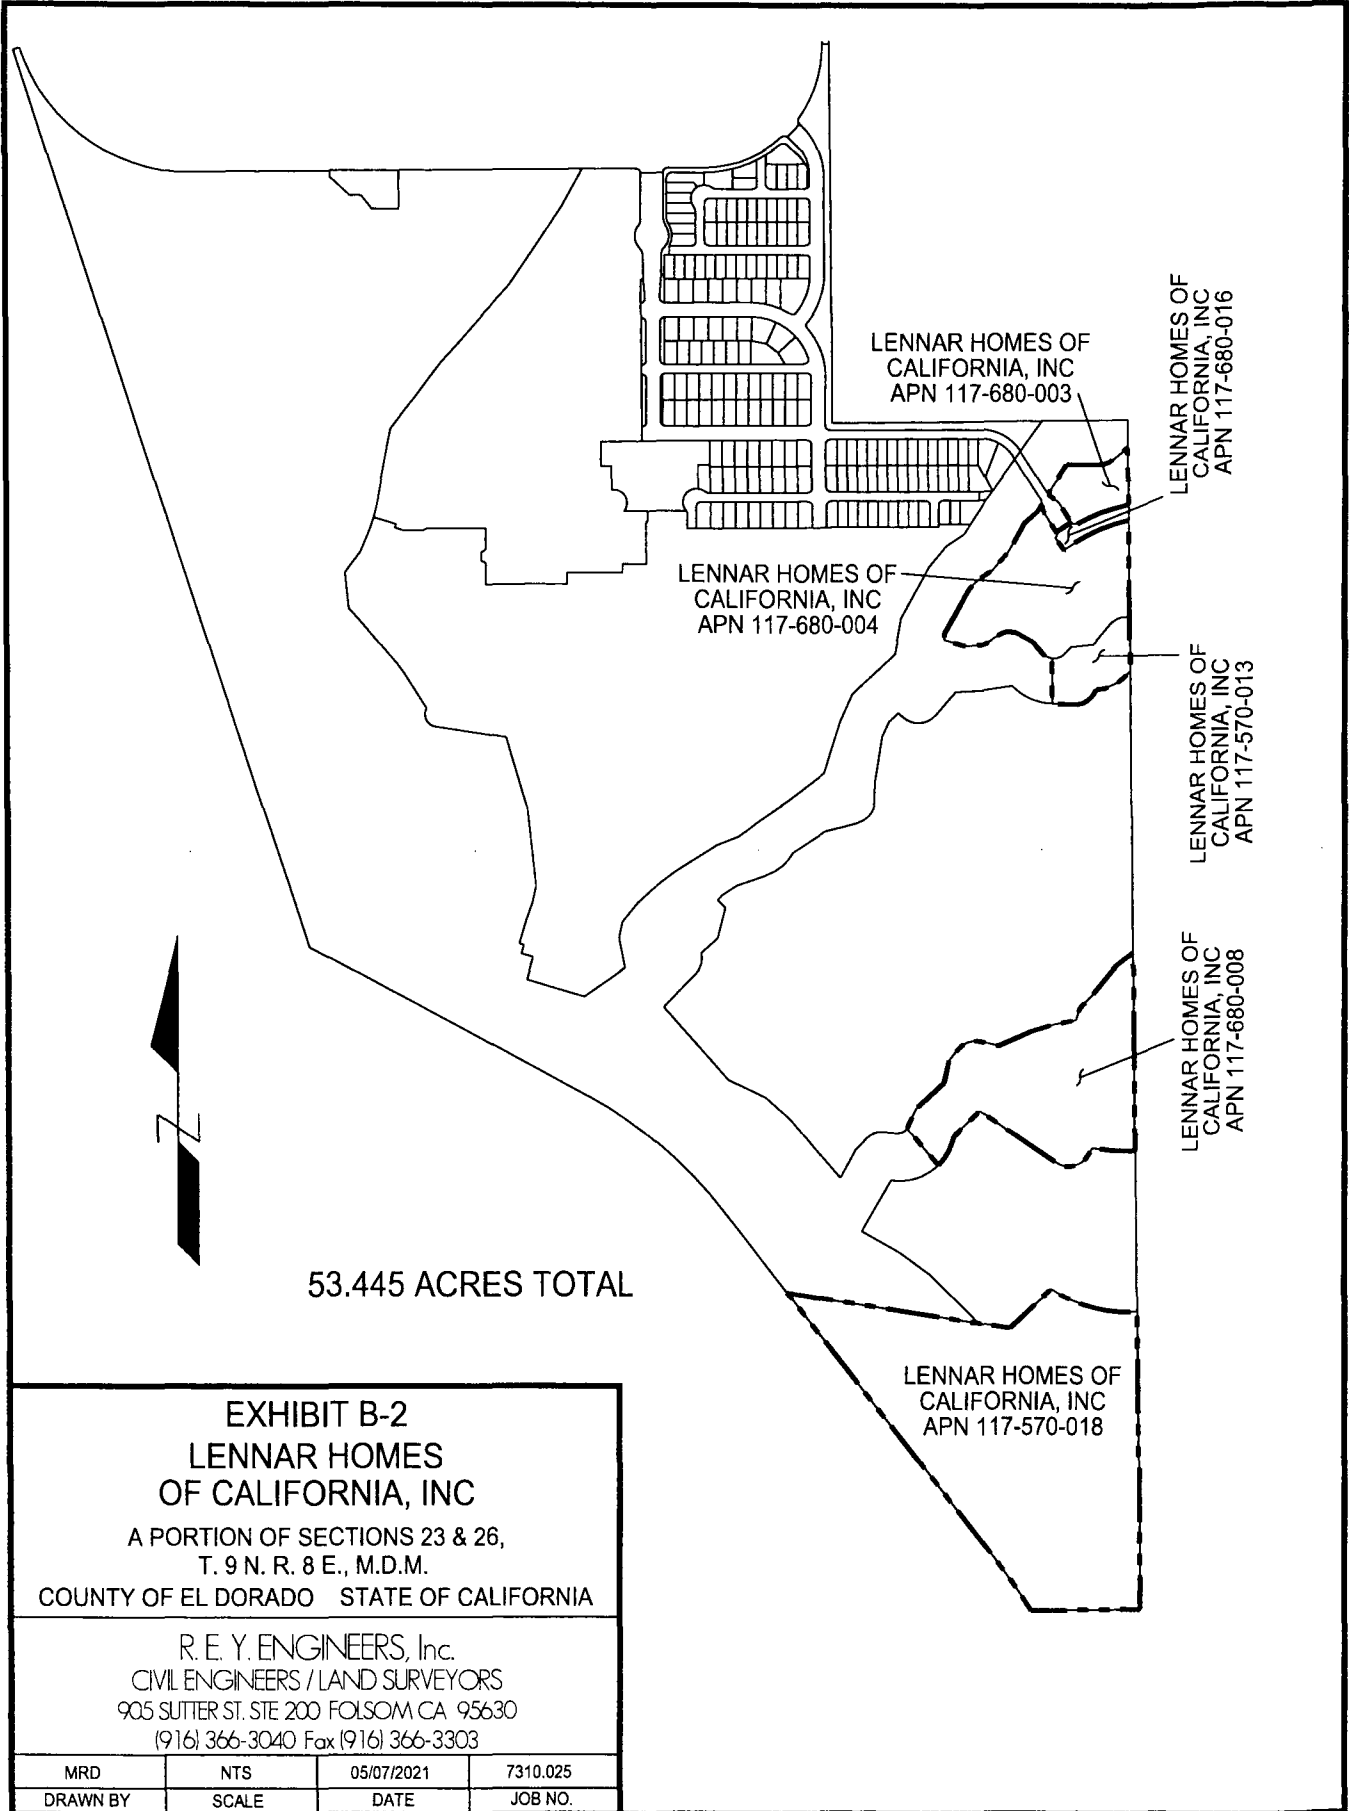 LENNAR HOMES OF
CALIFORNIA, INC
APN 117-680-003
LENNAR HOMES OF
CALIFORNIA, INC
APN 117-680-016
LENNAR HOMES OF
CALIFORNIA, INC
APN 117-680-004
LENNAR HOMES OF
CALIFORNIA, INC
APN 117-570-013
LENNAR HOMES OF
CALIFORNIA, INC
APN 117-680-008
Z
53.445 ACRES TOTAL
LENNAR HOMES OF
CALIFORNIA, INC
APN 117-570-018
EXHIBIT B-2
LENNAR HOMES
OF CALIFORNIA, INC
A PORTION OF SECTIONS 23 & 26,
T. 9 N. R. 8 E., M.D.M.
COUNTY OF EL DORADO STATE OF CALIFORNIA
R. E. Y. ENGINEERS, Inc.
CIVIL ENGINEERS / LAND SURVEYORS
905 SUTTER ST. STE 200 FOLSOM CA 95630
(916) 366-3040 Fax (916) 366-3303
MRD NTS 05/07/2021 7310.025
DRAWN BY SCALE DATE JOB NO.